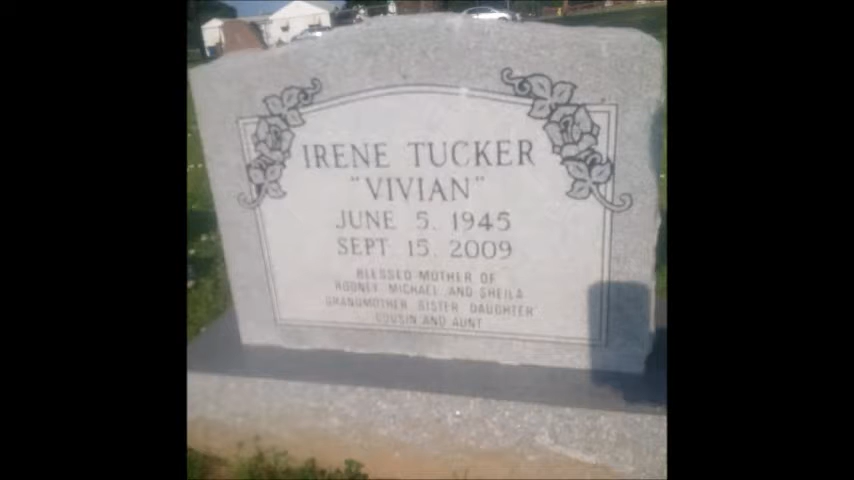 IRENE TUCKER
"VIVIAN"
JUNE 5, 1945
SEPT 15, 2009
BLESSED MOTHER OF
RODNEY MICHAEL AND SHEILA
GRANDMOTHER SISTER DAUGHTER
COUSIN AND AUNT